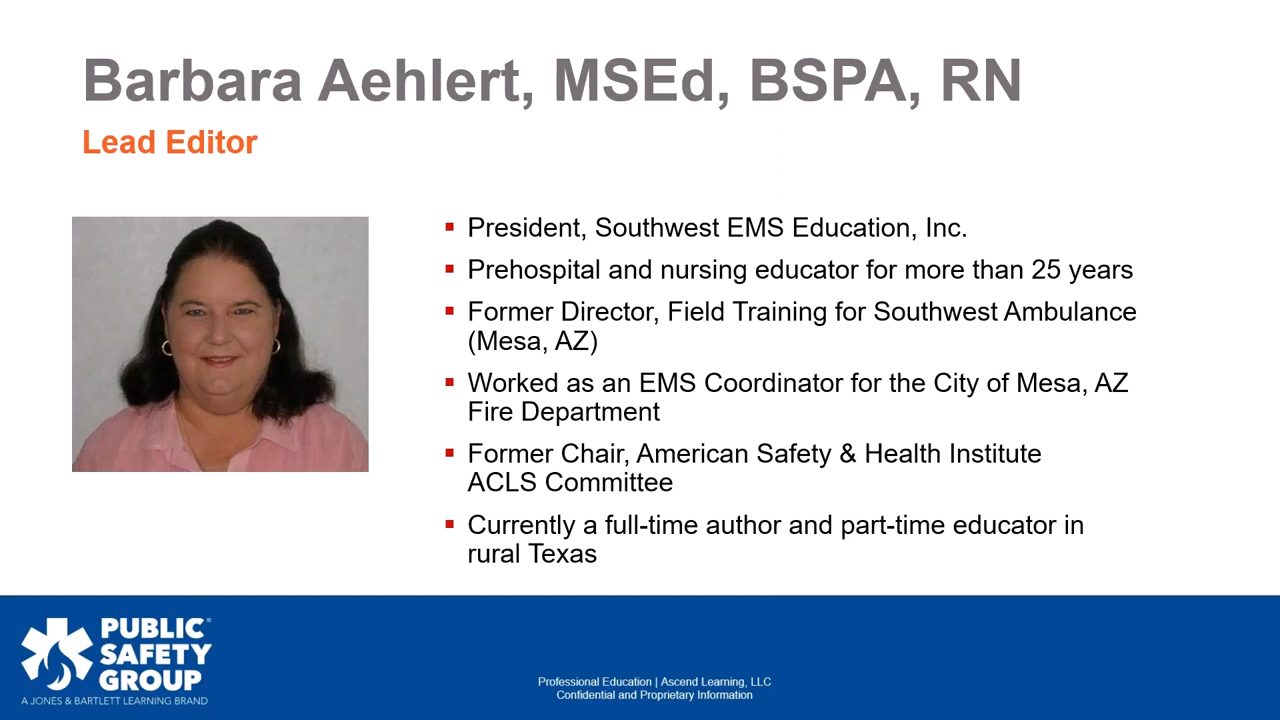 Barbara Aehlert, MSEd, BSPA, RN
Lead Editor
▪ President, Southwest EMS Education, Inc.
▪ Prehospital and nursing educator for more than 25 years
▪ Former Director, Field Training for Southwest Ambulance
(Mesa, AZ)
▪ Worked as an EMS Coordinator for the City of Mesa, AZ
Fire Department
▪ Former Chair, American Safety & Health Institute
ACLS Committee
▪ Currently a full-time author and part-time educator in
rural Texas
PUBLIC
SAFETY
GROUP
A JONES & BARTLETT LEARNING BRAND
Professional Education | Ascend Learning, LLC
Confidential and Proprietary Information